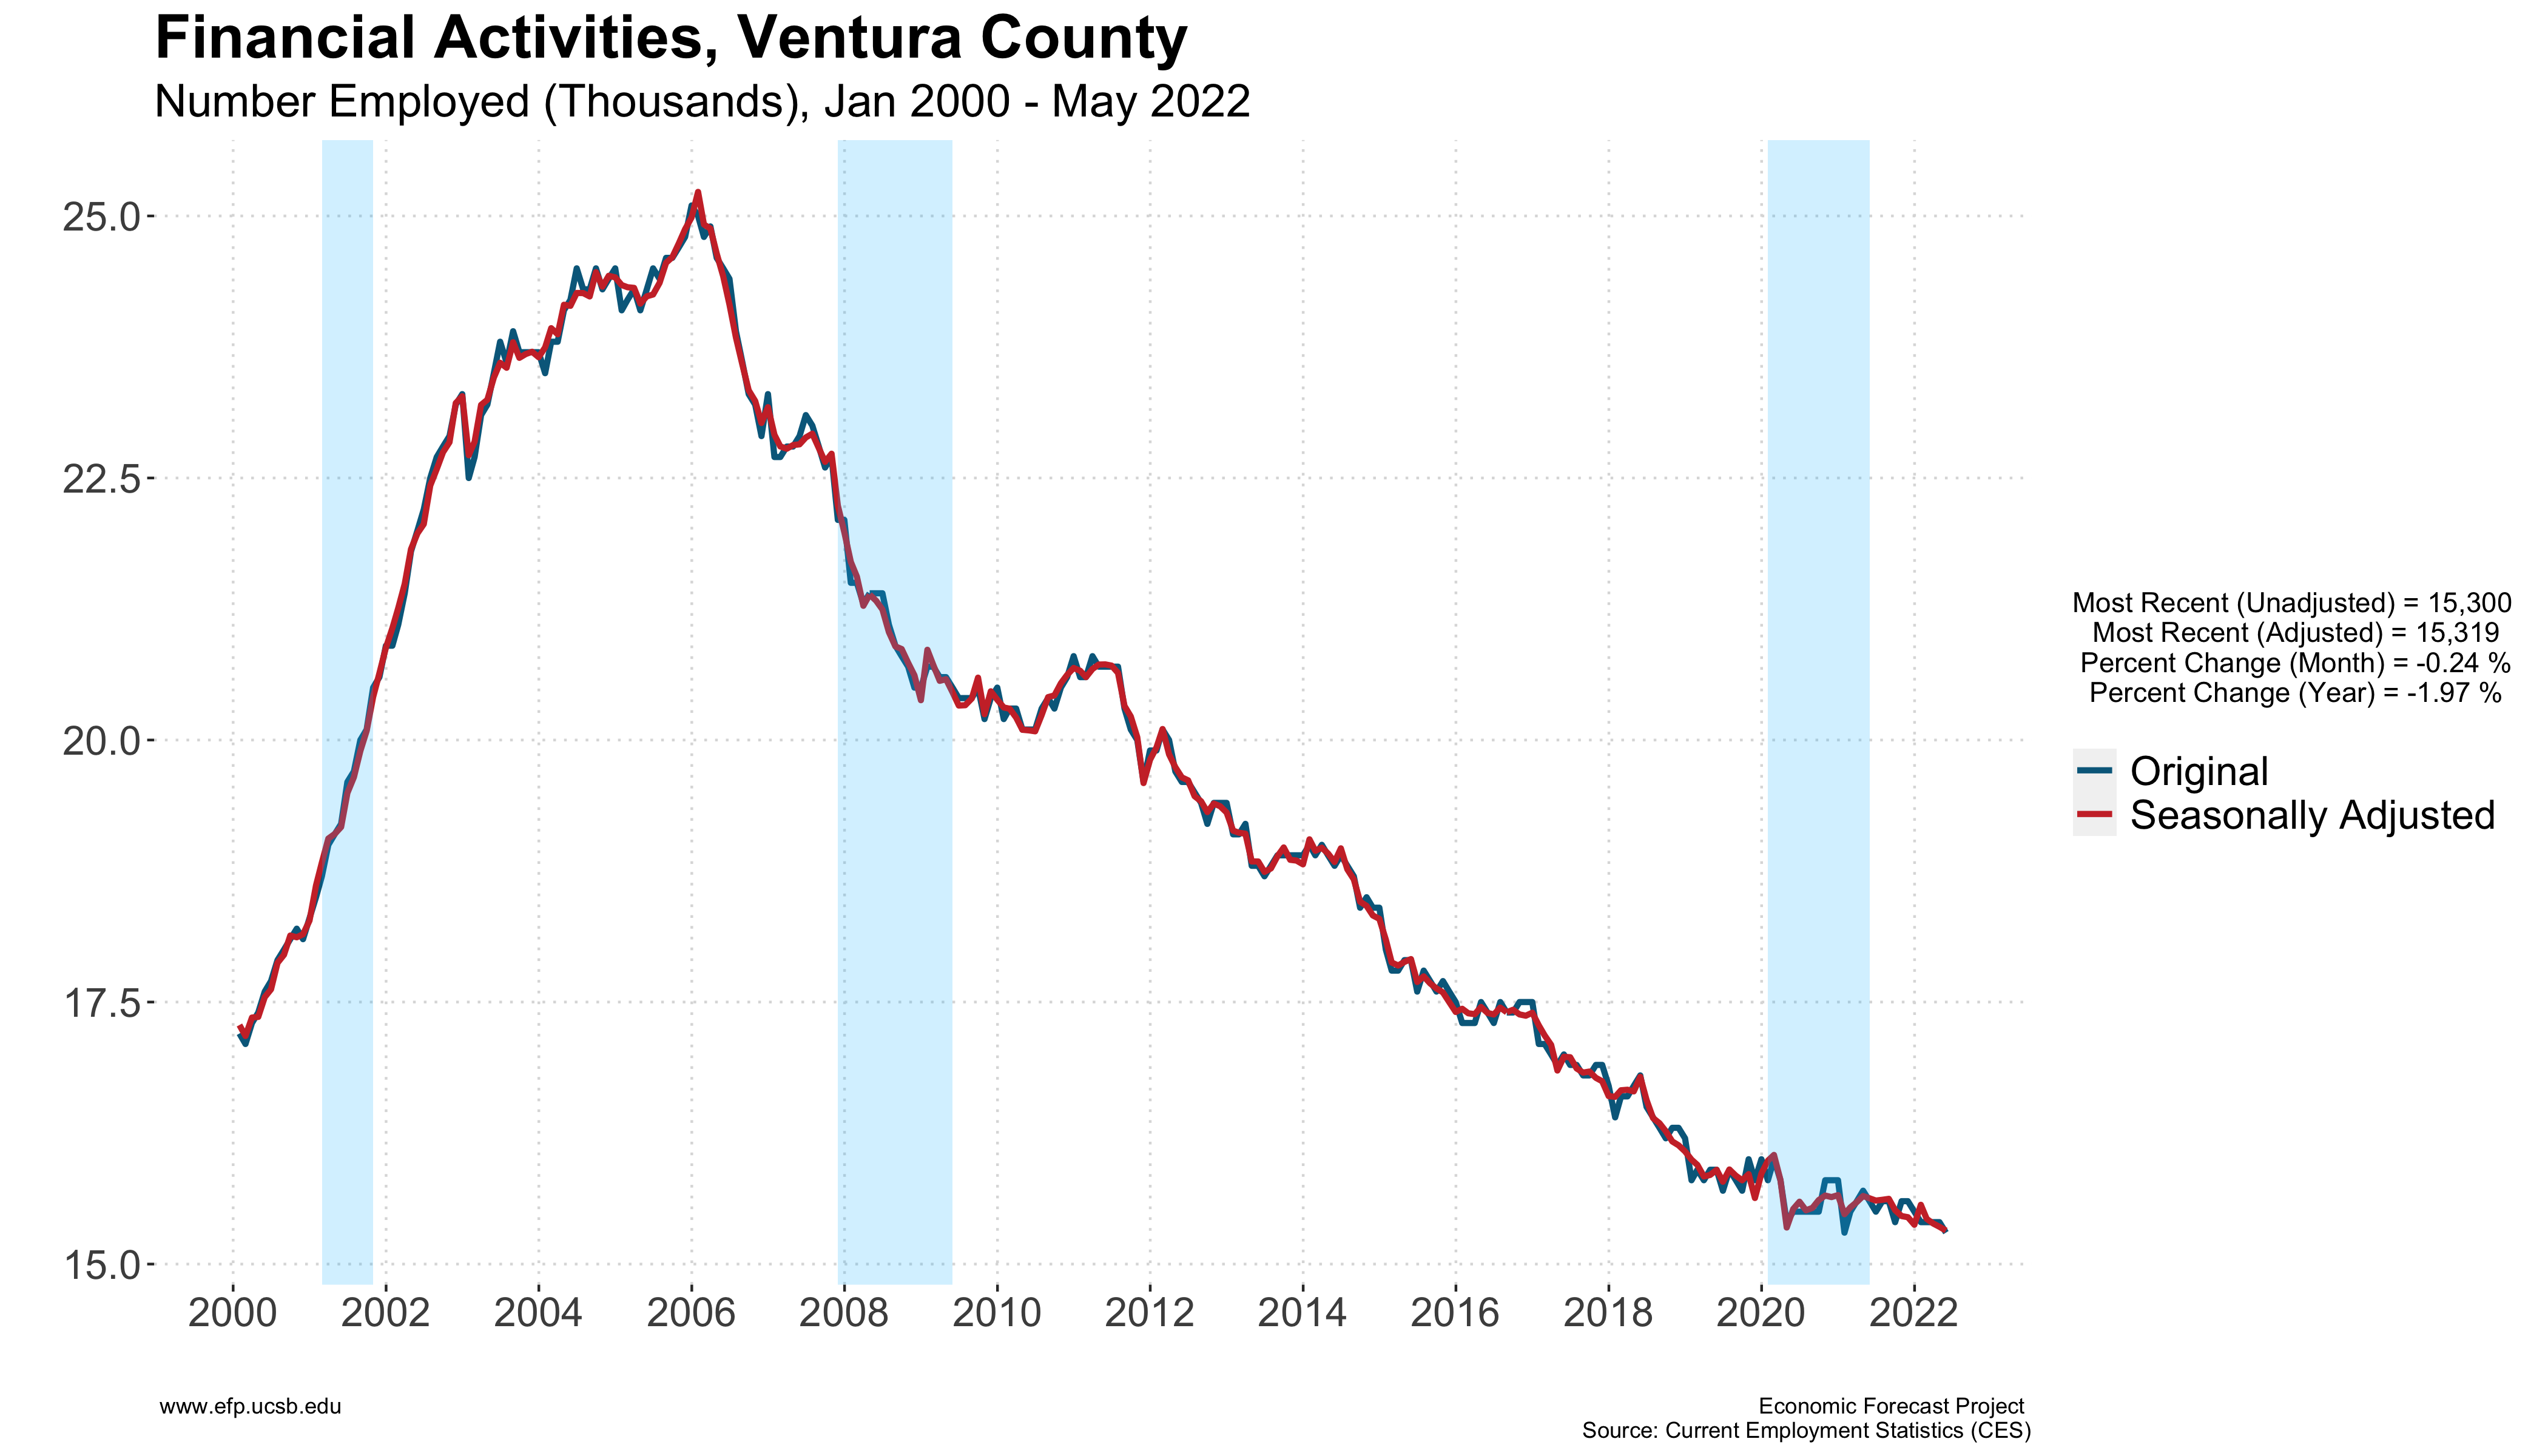 Financial Activities, Ventura County
Number Employed (Thousands), Jan 2000 - May 2022
25.0
22.5
20.0
17.5
15.0
2000 2002 2004 2006 2008 2010 2012 2014 2016 2018 2020 2022
Most Recent (Unadjusted) = 15,300
Most Recent (Adjusted) = 15,319
Percent Change (Month) = -0.24 %
Percent Change (Year) = -1.97 %
Original
Seasonally Adjusted
www.efp.ucsb.edu
Economic Forecast Project
Source: Current Employment Statistics (CES)